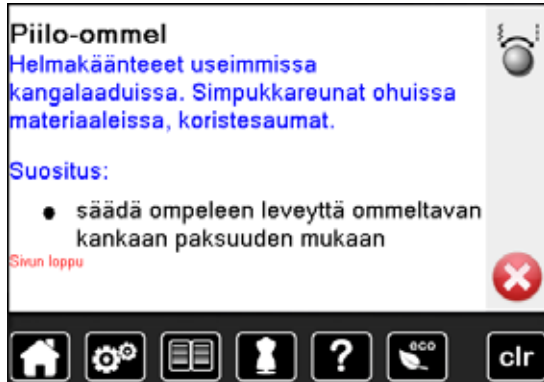 Piilo-ommel
Helmakäänteeet useimmissa
kangalaaduissa. Simpukkareunat ohuissa
materiaaleissa, koristesaumat.
Suositus:
• säädä ompeleen leveyttä ommeltavan
kankaan paksuuden mukaan
Sivun loppu
?
eco
clr